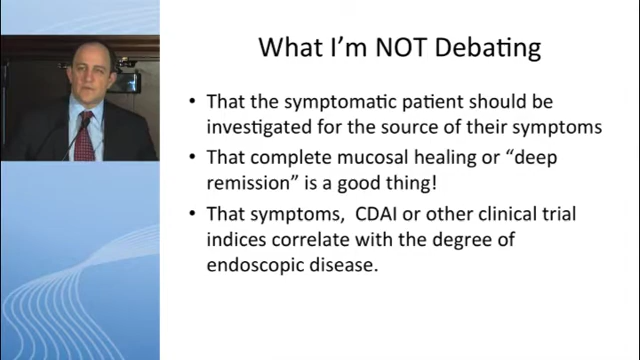 What I'm NOT Debating
• That the symptomatic patient should be
investigated for the source of their symptoms
• That complete mucosal healing or “deep
remission” is a good thing!
• That symptoms,  CDAI or other clinical trial
indices correlate with the degree of
endoscopic disease.